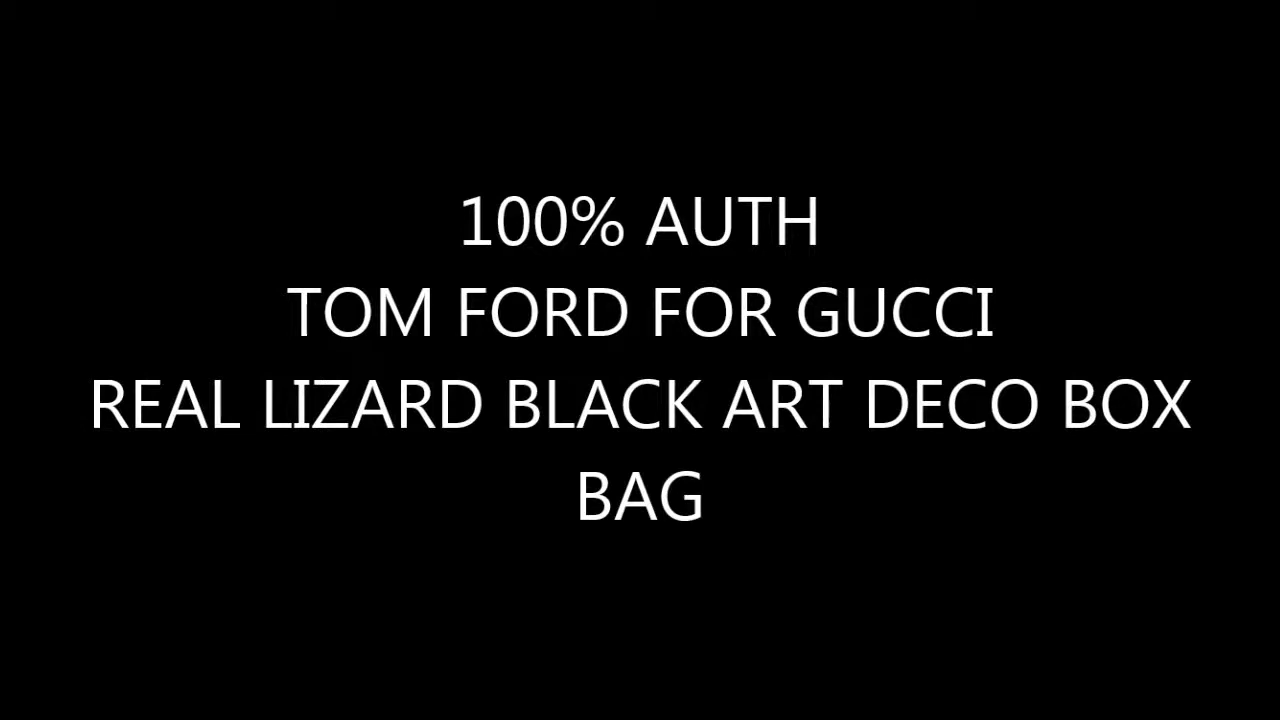 100% AUTH
TOM FORD FOR GUCCI
REAL LIZARD BLACK ART DECO BOX
BAG